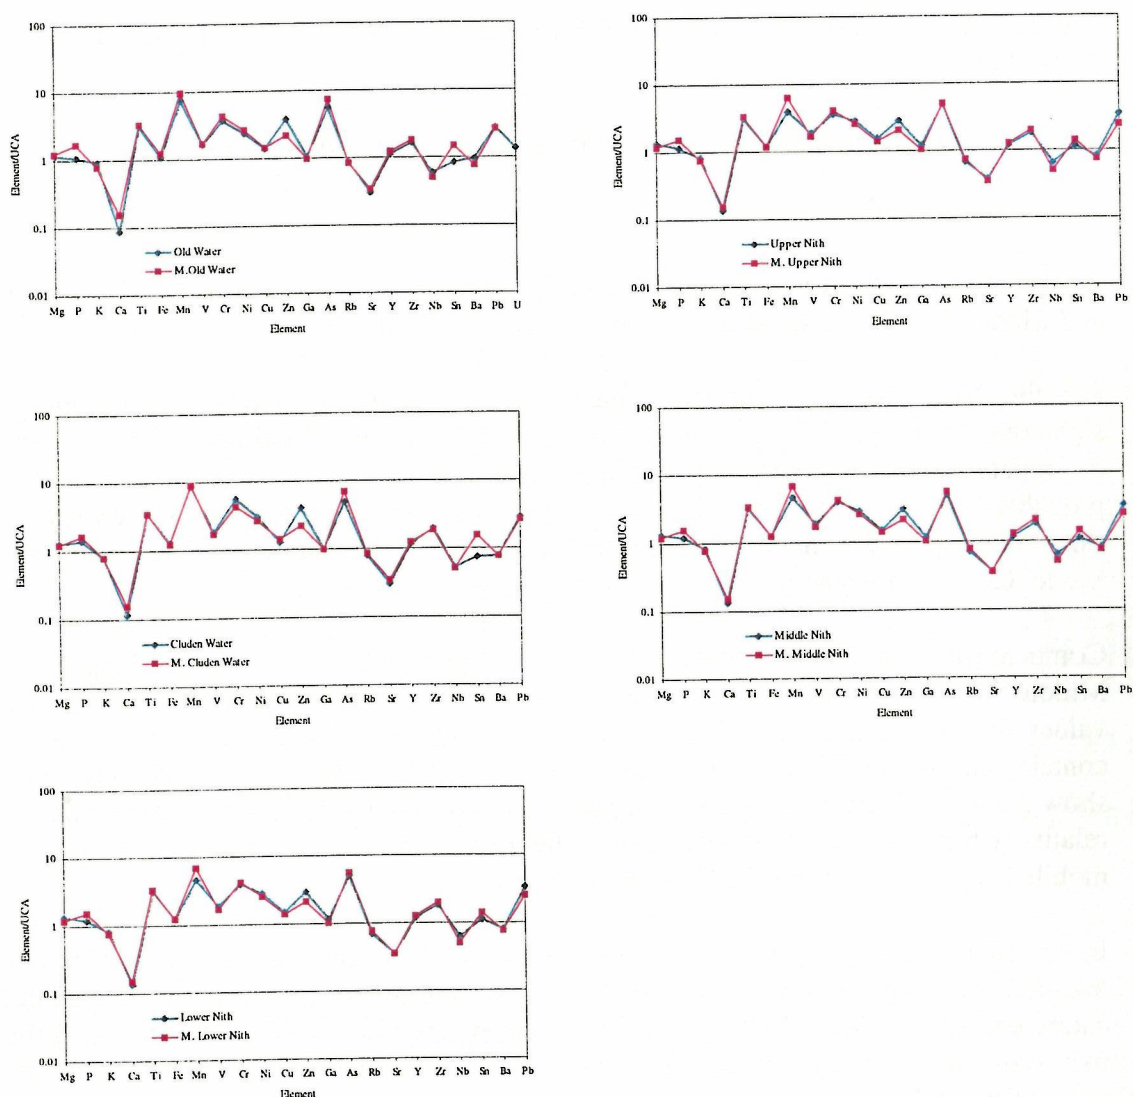 100
10
1
0.1
0.01
Element/UCA
Old Water
M.Old Water
Mg P K Ca Ti Fe Mn V Cr Ni Cu Zn Ga As Rb Sr Y Zr Nb Sn Ba Pb U
Element
100
10
1
0.1
0.01
Element/UCA
Upper Nith
M. Upper Nith
Mg P K Ca Ti Fe Mn V Cr Ni Cu Zn Ga As Rb Sr Y Zr Nb Sn Ba Pb
Element
100
10
1
0.1
0.01
Element/UCA
Cluden Water
M. Cluden Water
Mg P K Ca Ti Fe Mn V Cr Ni Cu Zn Ga As Rb Sr Y Zr Nb Sn Ba Pb
Element
100
10
1
0.1
0.01
Element/UCA
Middle Nith
M. Middle Nith
Mg P K Ca Ti Fe Mn V Cr Ni Cu Zn Ga As Rb Sr Y Zr Nb Sn Ba Pb
Element
100
10
1
0.1
0.01
Element/UCA
Lower Nith
M. Lower Nith
Mg P K Ca Ti Fe Mn V Cr Ni Cu Zn Ga As Rb Sr Y Zr Nb Sn Ba Pb
Element